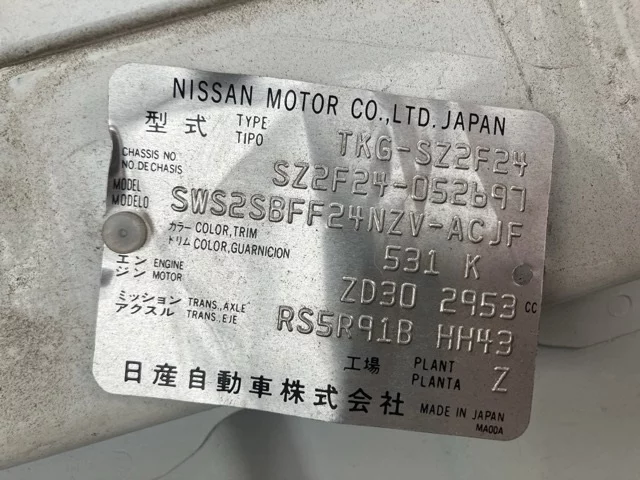 NISSAN MOTOR CO.,LTD. JAPAN
型式 TYPE TIPO TKG-SZ2F24
CHASSIS NO. NO. DE CHASIS SZ2F24-052697
MODEL MODELO SWS2SBFF24NZV-ACJF
カラー COLOR, TRIM
トリム COLOR, GUARNICION 531 K
エンジン ENGINE MOTOR ZD30 2953 CC
ミッション TRANS., AXLE
アクスル TRANS., EJE RS5R91B HH43
工場 PLANT PLANTA Z
日産自動車株式会社 MADE IN JAPAN
MA00A